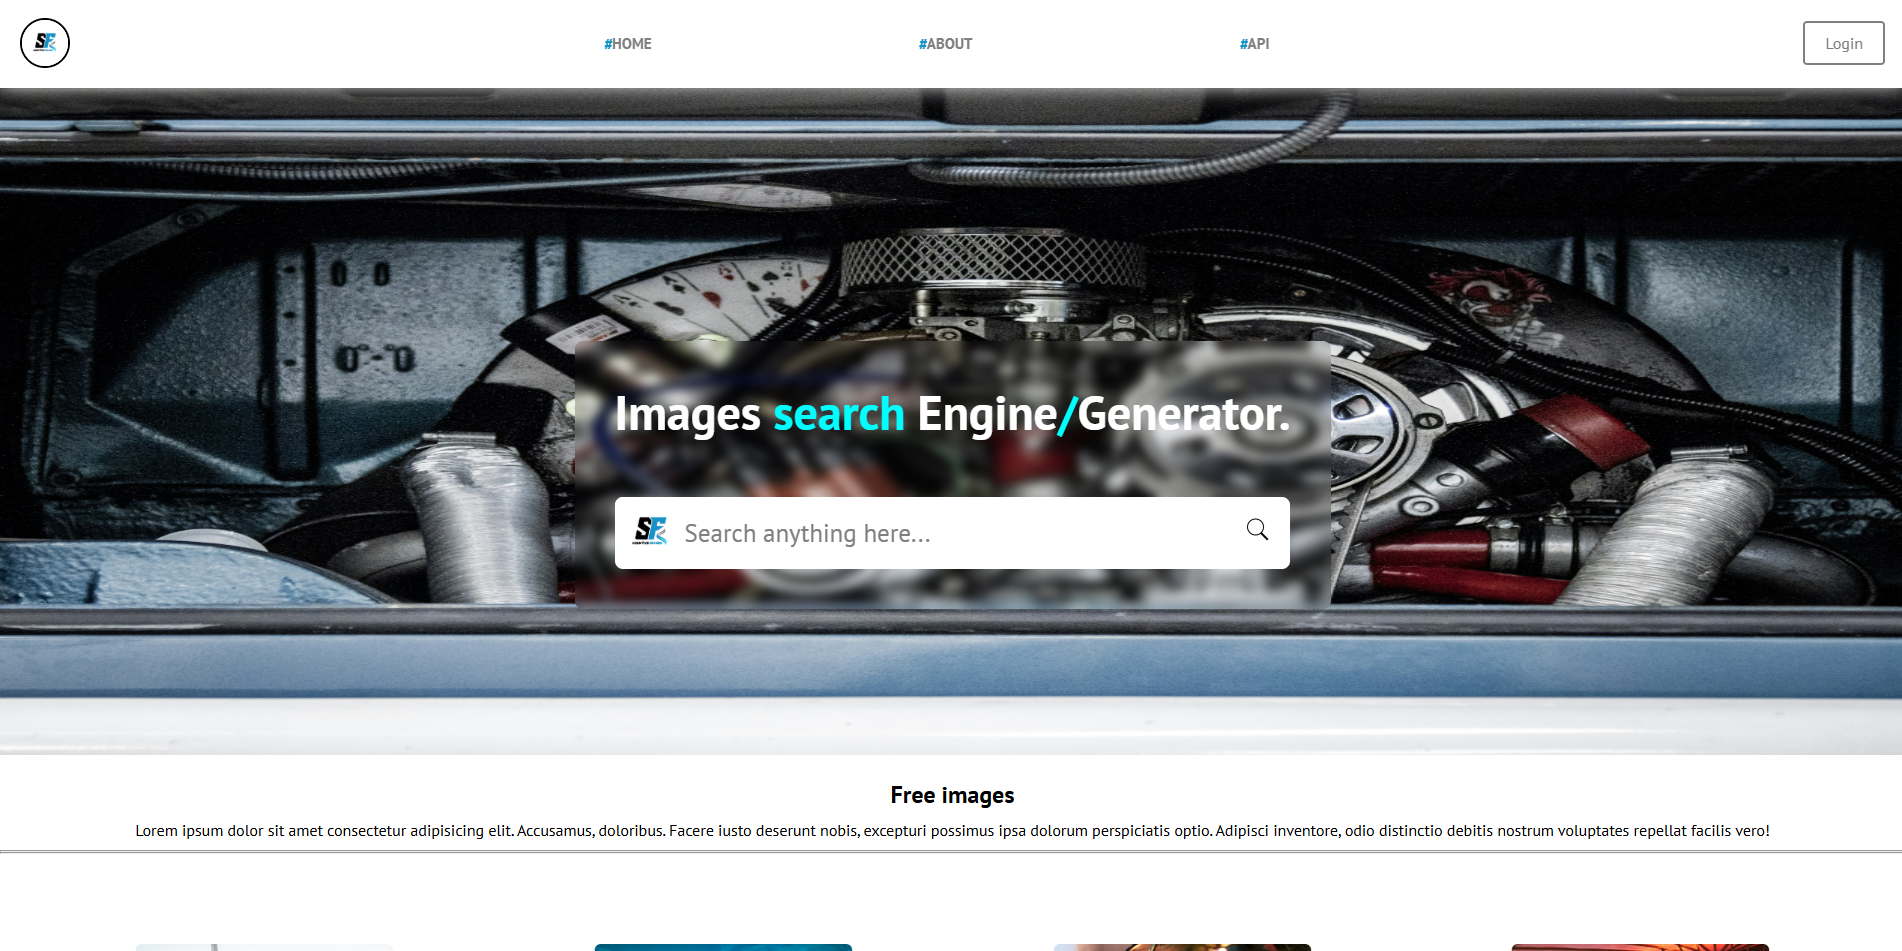 SF
#HOME
#ABOUT
#API
Login
Images search Engine/Generator.
SF
Search anything here...
Free images
Lorem ipsum dolor sit amet consectetur adipisicing elit. Accusamus, doloribus. Facere iusto deserunt nobis, excepturi possimus ipsa dolorum perspiciatis optio. Adipisci inventore, odio distinctio debitis nostrum voluptates repellat facilis vero!